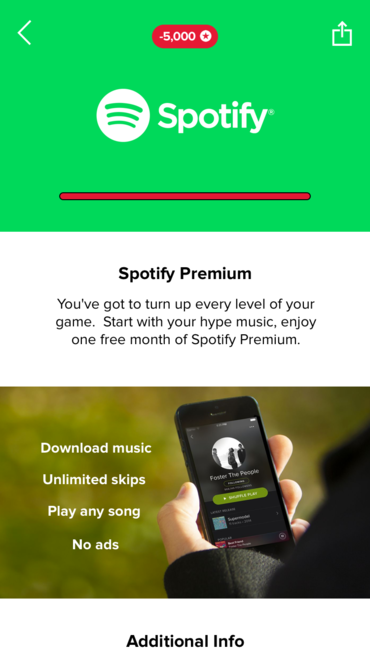 -5,000
Spotify®
Spotify Premium
You've got to turn up every level of your
game. Start with your hype music, enjoy
one free month of Spotify Premium.
Download music
Unlimited skips
Play any song
No ads
Foster The People
SHUFFLE PLAY
Supermodel
Additional Info